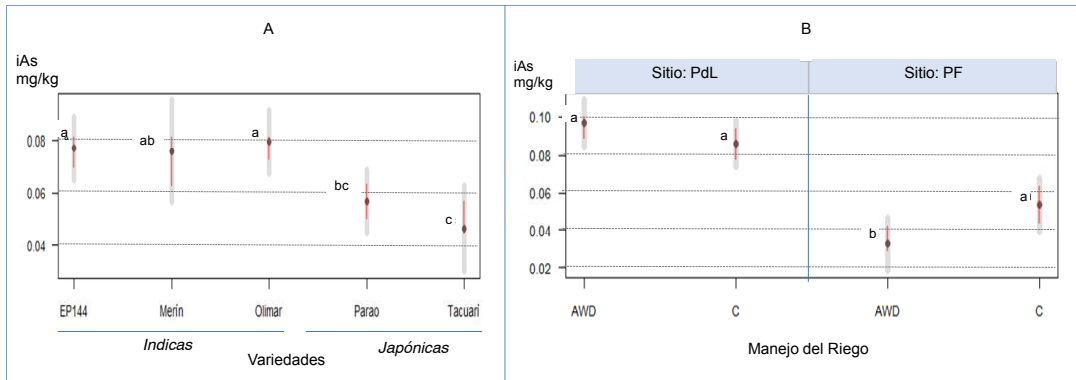 A
iAs
mg/kg
0.08
0.06
0.04
a
ab
a
bc
c
EP144 Merín Olimar Parao Tacuarí
Indicas Japónicas
Variedades
B
iAs
mg/kg
Sitio: PdL Sitio: PF
0.10
0.08
0.06
0.04
0.02
a
a
b
a
AWD C AWD C
Manejo del Riego